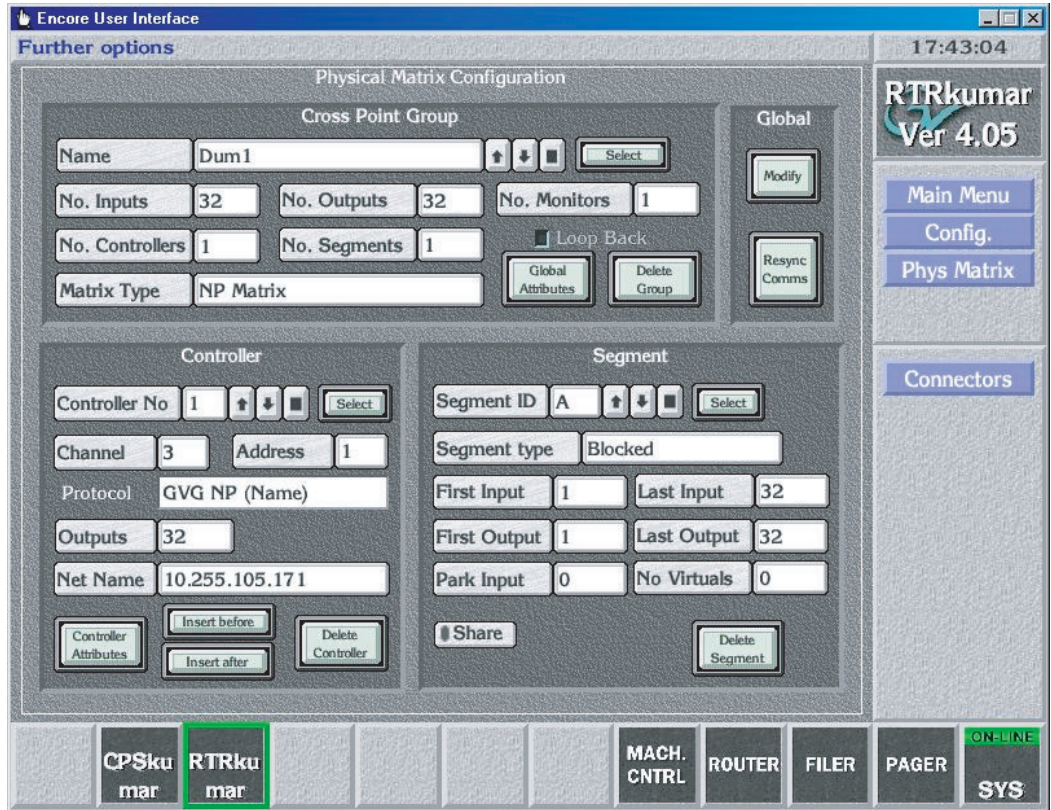 Encore User Interface
Further options
17:43:04
RTRkumar
Ver 4.05
Main Menu
Config.
Phys Matrix
Connectors
Physical Matrix Configuration
Cross Point Group
Name Dum1 Select
No. Inputs 32 No. Outputs 32 No. Monitors 1
No. Controllers 1 No. Segments 1 Loop Back
Matrix Type NP Matrix
Global
Attributes
Delete
Group
Global
Modify
Resync
Comms
Controller
Controller No 1 Select
Channel 3 Address 1
Protocol GVG NP (Name)
Outputs 32
Net Name 10.255.105.171
Controller
Attributes
Insert before
Insert after
Delete
Controller
Segment
Segment ID A Select
Segment type Blocked
First Input 1 Last Input 32
First Output 1 Last Output 32
Park Input 0 No Virtuals 0
Share
Delete
Segment
CPSku
mar
RTRku
mar
MACH.
CNTRL
ROUTER
FILER
PAGER
ON-LINE
SYS